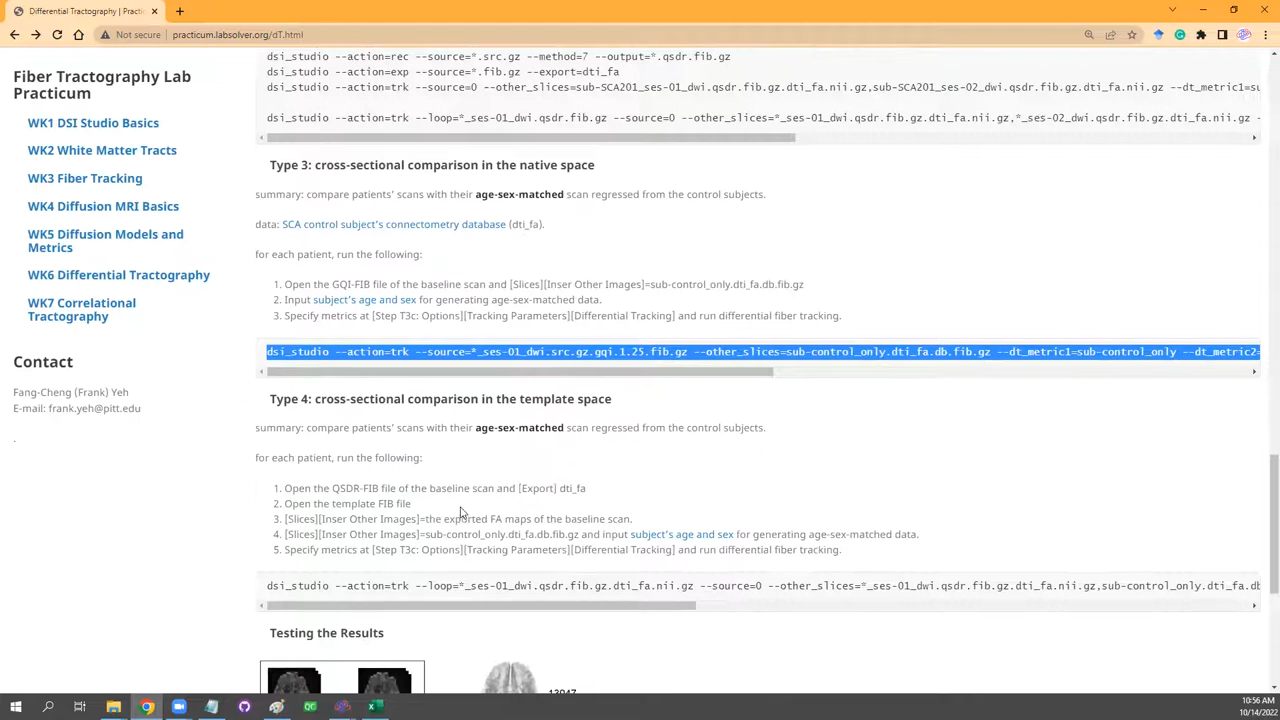 Differential Tractography | Practic
Not secure | practicum.labsolver.org/dT.html
Fiber Tractography Lab
Practicum
WK1 DSI Studio Basics
WK2 White Matter Tracts
WK3 Fiber Tracking
WK4 Diffusion MRI Basics
WK5 Diffusion Models and
Metrics
WK6 Differential Tractography
WK7 Correlational
Tractography
Contact
Fang-Cheng (Frank) Yeh
E-mail: frank.yeh@pitt.edu
.
dsi_studio --action=rec --source=*.src.gz --method=7 --output=*.qsdr.fib.gz
dsi_studio --action=exp --source=*.fib.gz --export=dti_fa
dsi_studio --action=trk --source=0 --other_slices=sub-SCA201_ses-01_dwi.qsdr.fib.gz.dti_fa.nii.gz,sub-SCA201_ses-02_dwi.qsdr.fib.gz.dti_fa.nii.gz --dt_metric1=su
dsi_studio --action=trk --loop=*_ses-01_dwi.qsdr.fib.gz --source=0 --other_slices=*_ses-01_dwi.qsdr.fib.gz.dti_fa.nii.gz,*_ses-02_dwi.qsdr.fib.gz.dti_fa.nii.gz -
Type 3: cross-sectional comparison in the native space
summary: compare patients' scans with their age-sex-matched scan regressed from the control subjects.
data: SCA control subject's connectometry database (dti_fa).
for each patient, run the following:
1. Open the GQI-FIB file of the baseline scan and [Slices][Inser Other Images]=sub-control_only.dti_fa.db.fib.gz
2. Input subject's age and sex for generating age-sex-matched data.
3. Specify metrics at [Step T3c: Options][Tracking Parameters][Differential Tracking] and run differential fiber tracking.
dsi_studio --action=trk --source=*_ses-01_dwi.src.gz.gqi.1.25.fib.gz --other_slices=sub-control_only.dti_fa.db.fib.gz --dt_metric1=sub-control_only --dt_metric2=
Type 4: cross-sectional comparison in the template space
summary: compare patients' scans with their age-sex-matched scan regressed from the control subjects.
for each patient, run the following:
1. Open the QSDR-FIB file of the baseline scan and [Export] dti_fa
2. Open the template FIB file
3. [Slices][Inser Other Images]=the exported FA maps of the baseline scan.
4. [Slices][Inser Other Images]=sub-control_only.dti_fa.db.fib.gz and input subject's age and sex for generating age-sex-matched data.
5. Specify metrics at [Step T3c: Options][Tracking Parameters][Differential Tracking] and run differential fiber tracking.
dsi_studio --action=trk --loop=*_ses-01_dwi.qsdr.fib.gz.dti_fa.nii.gz --source=0 --other_slices=*_ses-01_dwi.qsdr.fib.gz.dti_fa.nii.gz,sub-control_only.dti_fa.db
Testing the Results
10:56 AM
10/14/2022